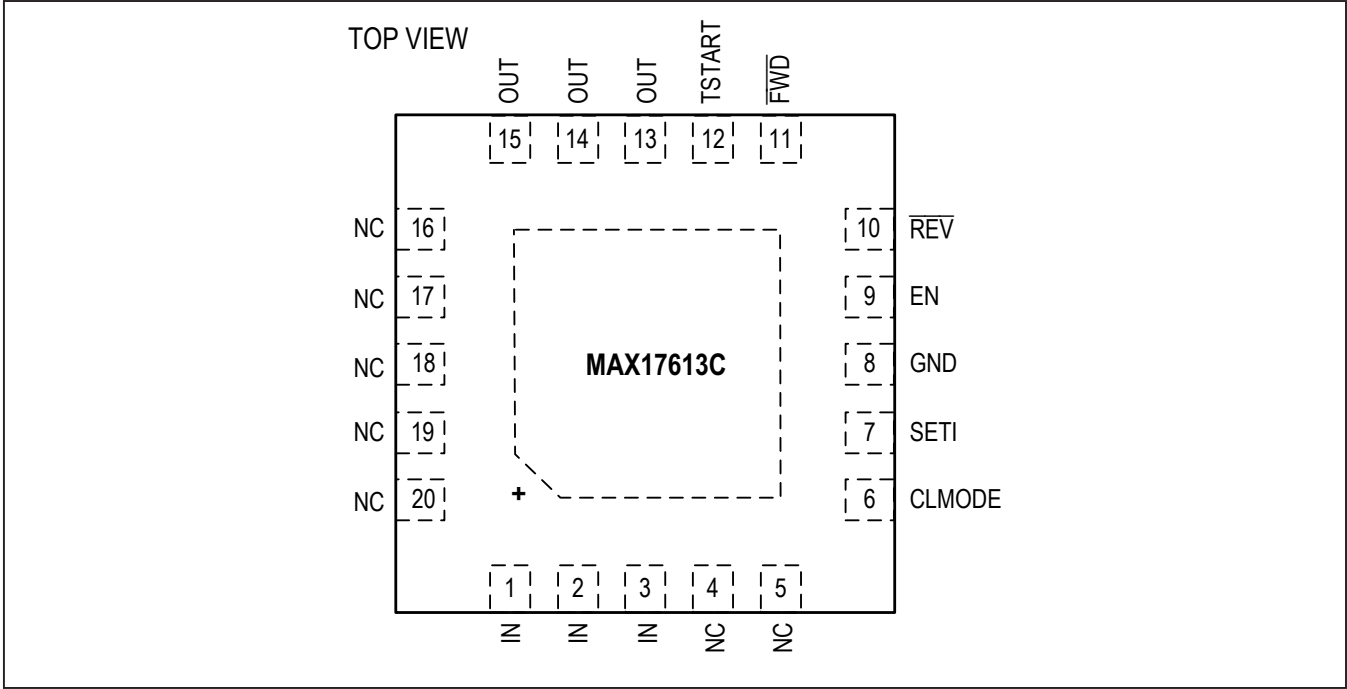 TOP VIEW
OUT OUT OUT TSTART F̅W̅D̅
15 14 13 12 11
NC 16 10 R̅E̅V̅
NC 17 9 EN
MAX17613C
NC 18 8 GND
NC 19 7 SETI
NC 20 + 6 CLMODE
1 2 3 4 5
IN IN IN NC NC